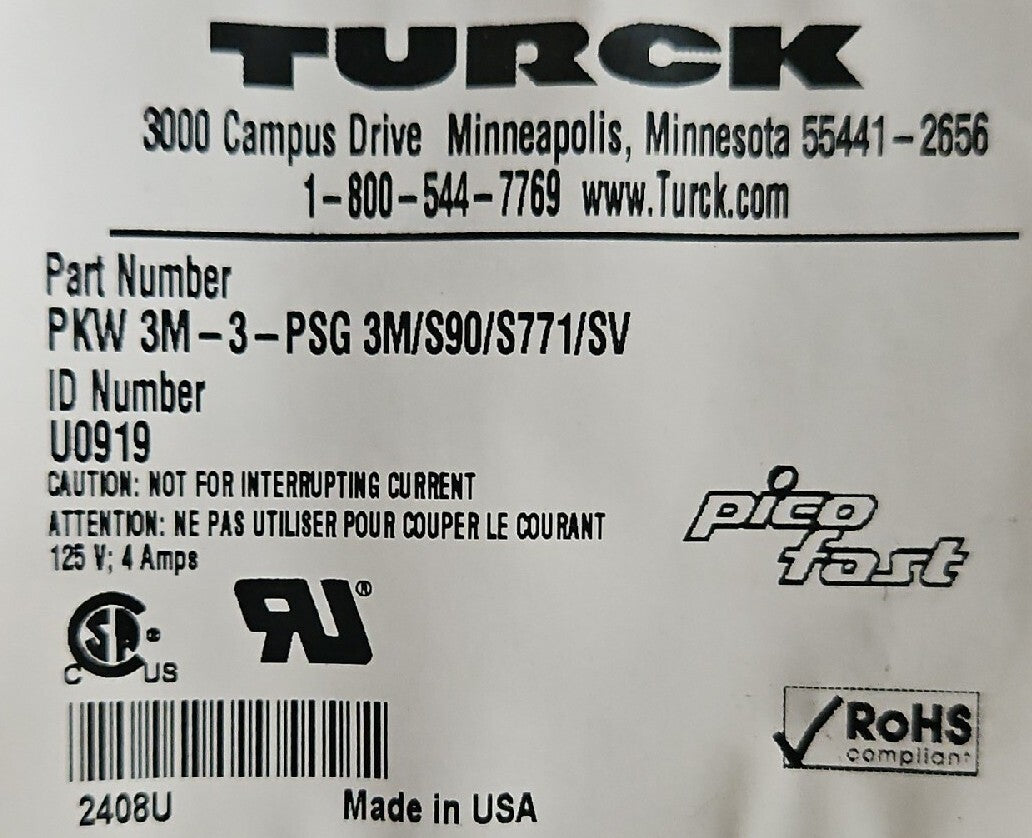 TURCK
3000 Campus Drive Minneapolis, Minnesota 55441-2656
1-800-544-7769 www.Turck.com
Part Number
PKW 3M-3-PSG 3M/S90/S771/SV
ID Number
U0919
CAUTION: NOT FOR INTERRUPTING CURRENT
ATTENTION: NE PAS UTILISER POUR COUPER LE COURANT
125 V; 4 Amps
pico
fast
C SA ® C US
RU ®
RoHS
compliant
2408U Made in USA